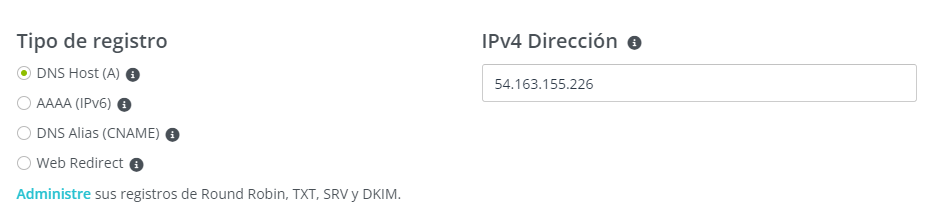 Tipo de registro
DNS Host (A)
AAAA (IPv6)
DNS Alias (CNAME)
Web Redirect
Administre sus registros de Round Robin, TXT, SRV y DKIM.
IPv4 Dirección
54.163.155.226